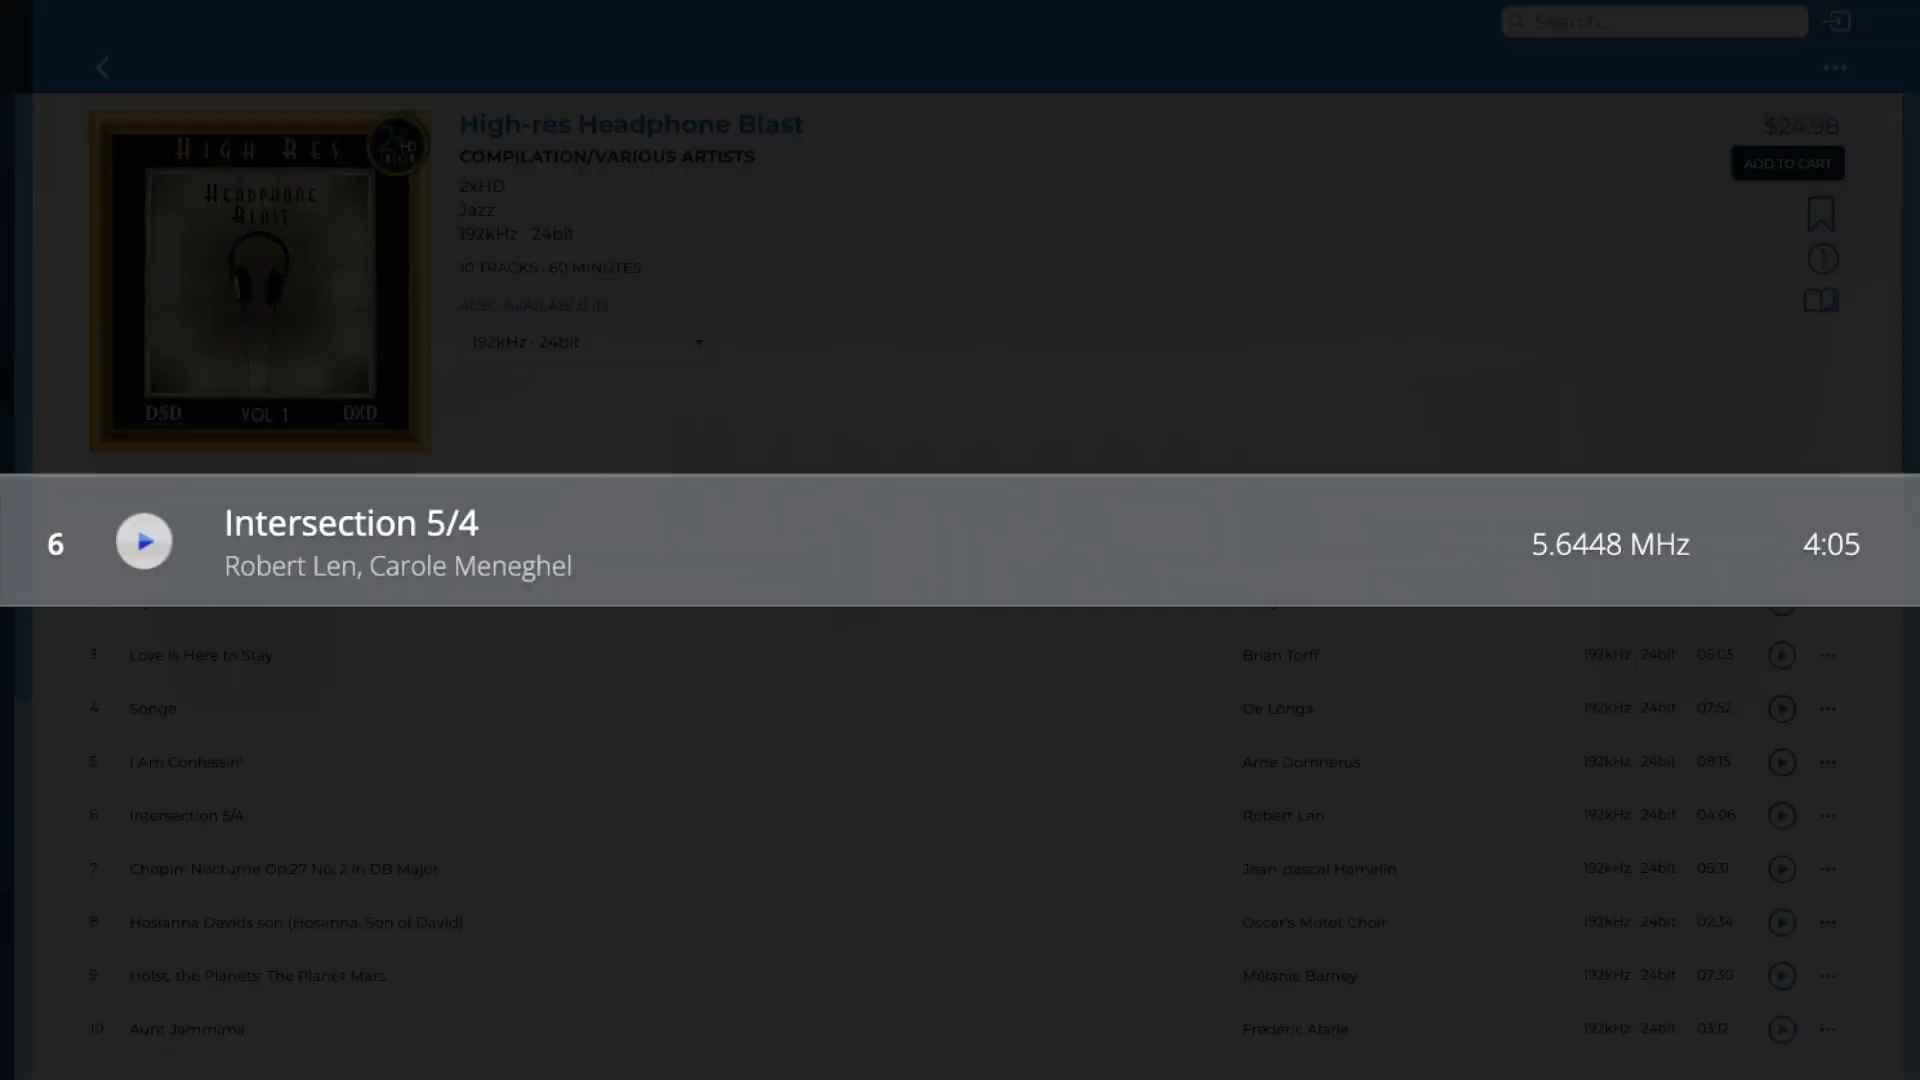 Search...
High-res Headphone Blast
$24.98
COMPILATION/VARIOUS ARTISTS
ADD TO CART
2xHD
Jazz
192kHz · 24bit
10 TRACKS · 60 MINUTES
ALSO AVAILABLE IN
192kHz · 24bit
HIGH RES
2xHD
HEADPHONE
BLAST
DSD VOL 1 DXD
6 Intersection 5/4 5.6448 MHz 4:05
Robert Len, Carole Meneghel
3 Love Is Here to Stay Brian Torff 192kHz · 24bit 06:05
4 Songe De Longa 192kHz · 24bit 07:52
5 I Am Confessin' Arne Domnerus 192kHz · 24bit 08:15
6 Intersection 5/4 Robert Len 192kHz · 24bit 04:06
7 Chopin: Nocturne Op.27 No. 2 in DB Major Jean-pascal Hamelin 192kHz · 24bit 05:31
8 Hosianna Davids son (Hosanna, Son of David) Oscar's Motet Choir 192kHz · 24bit 02:34
9 Holst, the Planets: The Planet Mars Mélanie Barney 192kHz · 24bit 07:30
10 Aunt Jammima Frédéric Alarie 192kHz · 24bit 03:12